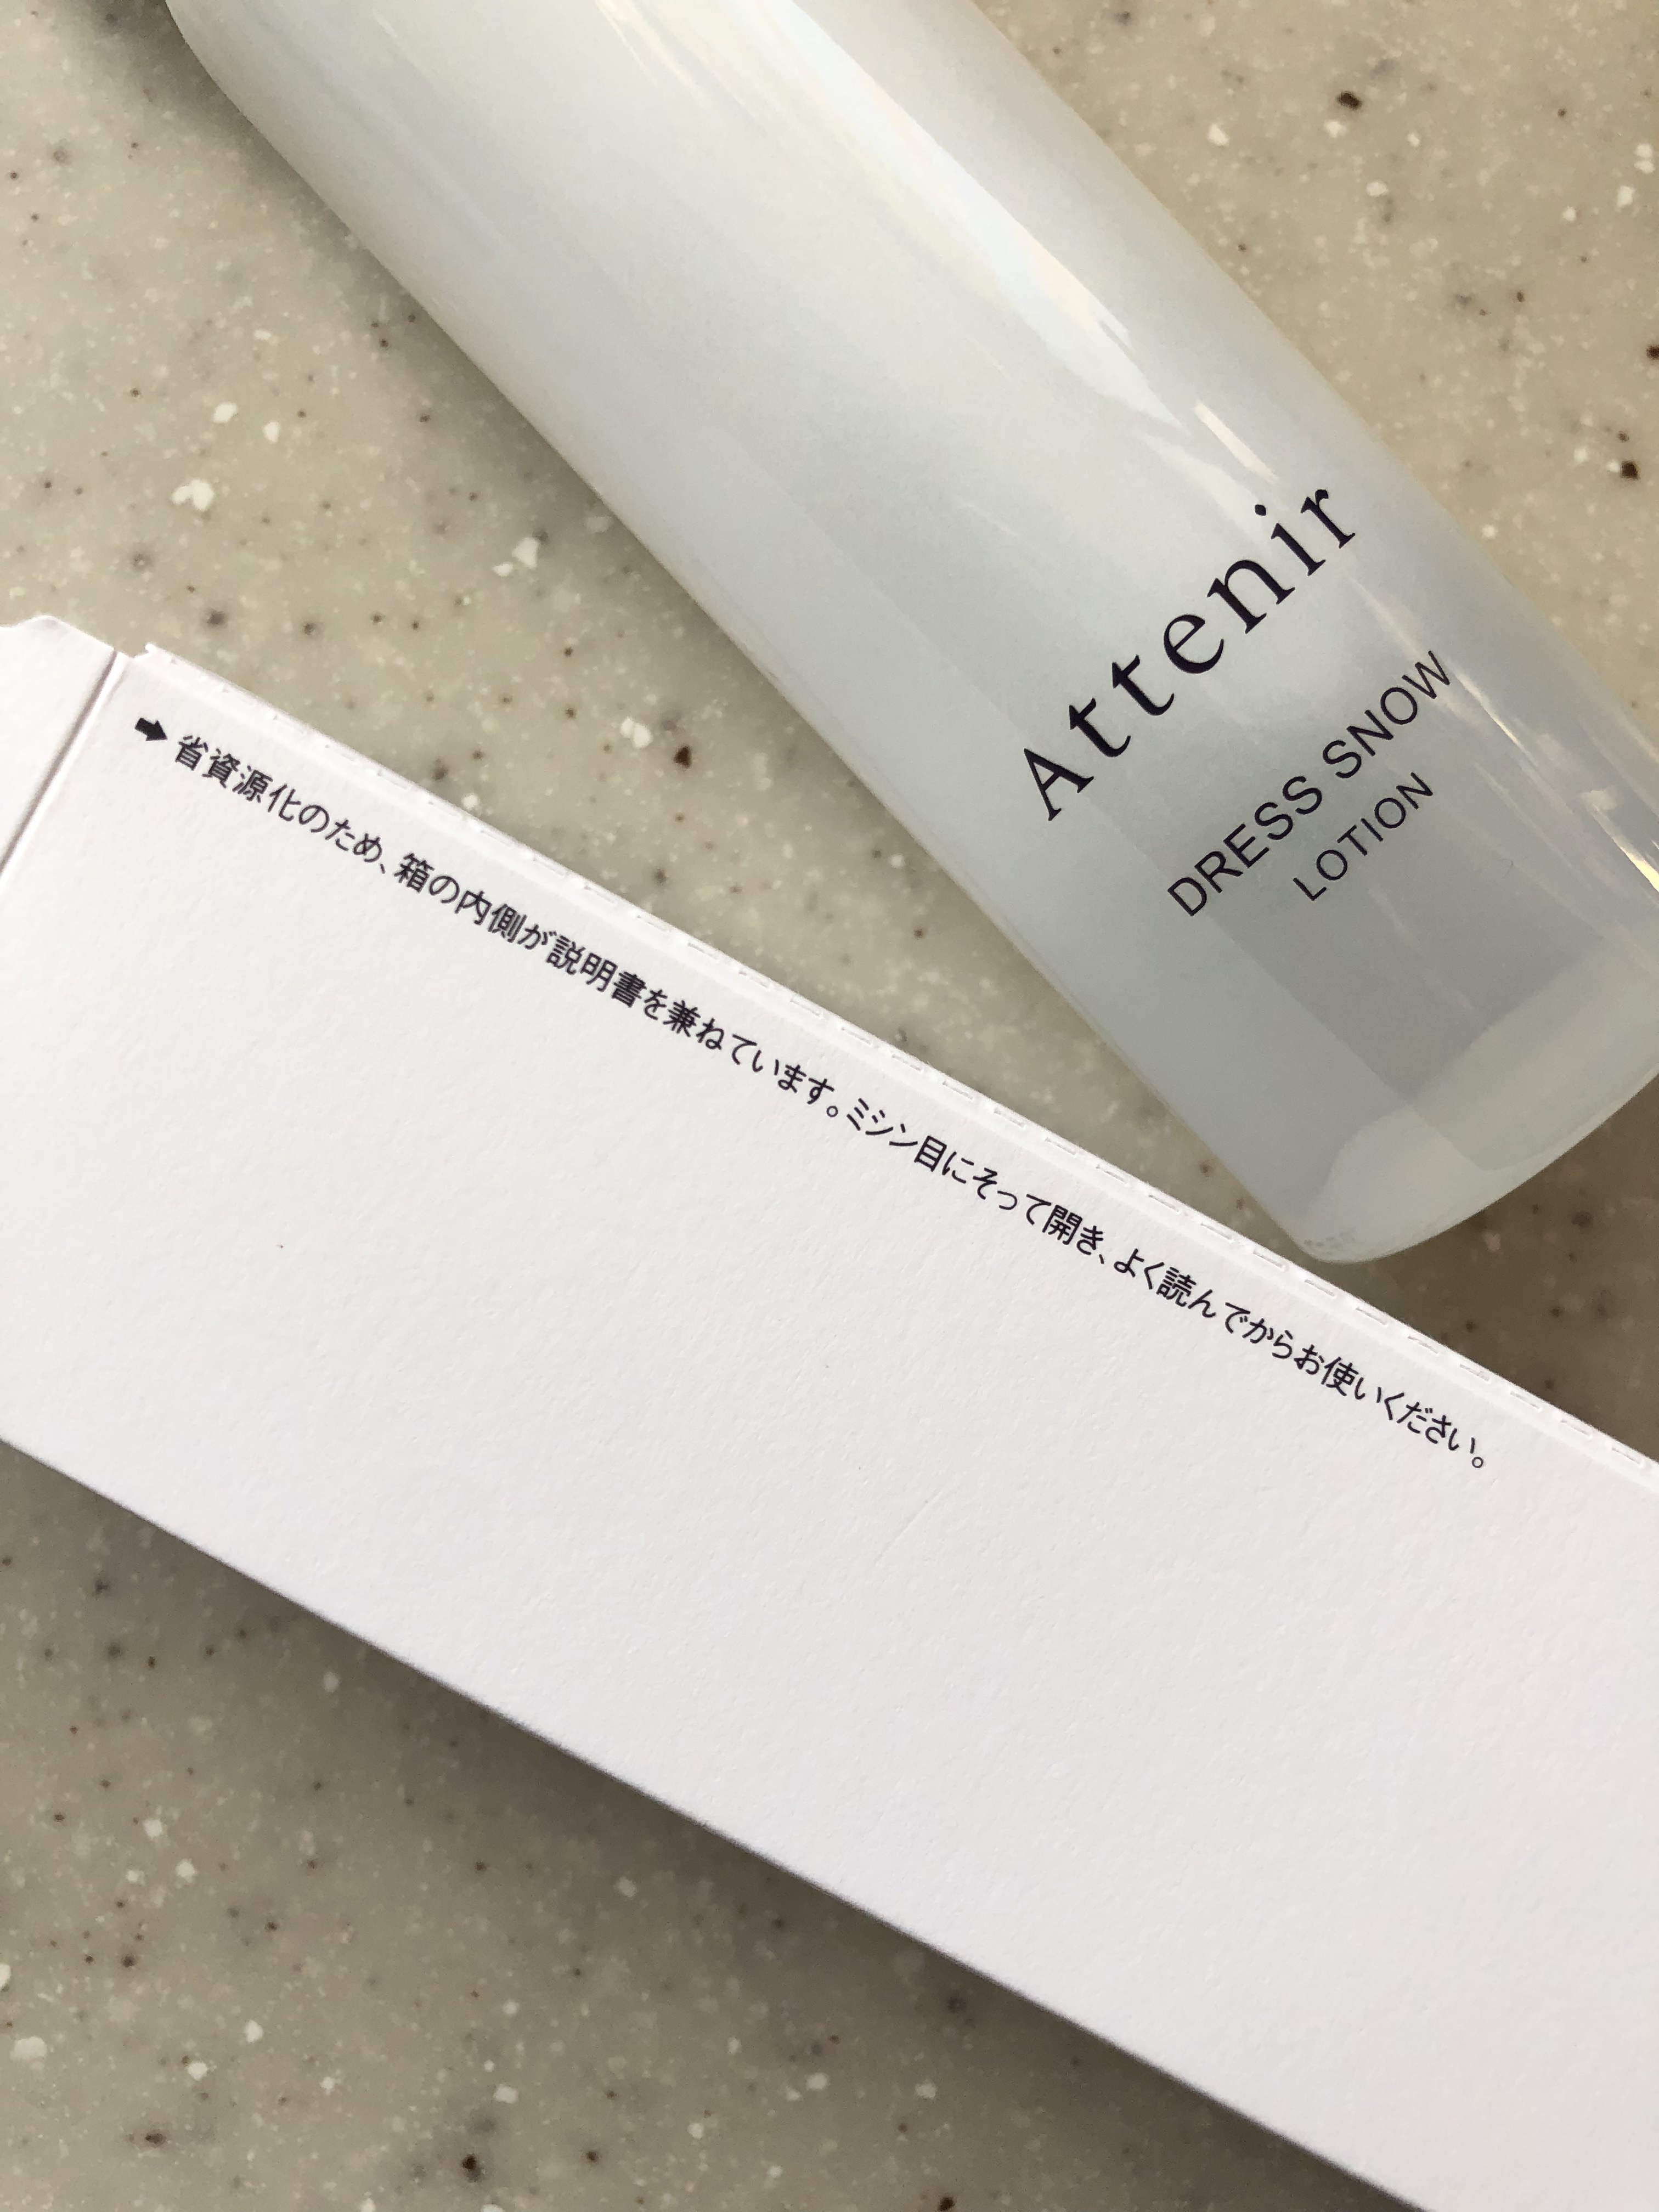 Attenir
DRESS SNOW
LOTION
➡省資源化のため、箱の内側が説明書を兼ねています。ミシン目にそって開き、よく読んでからお使いください。